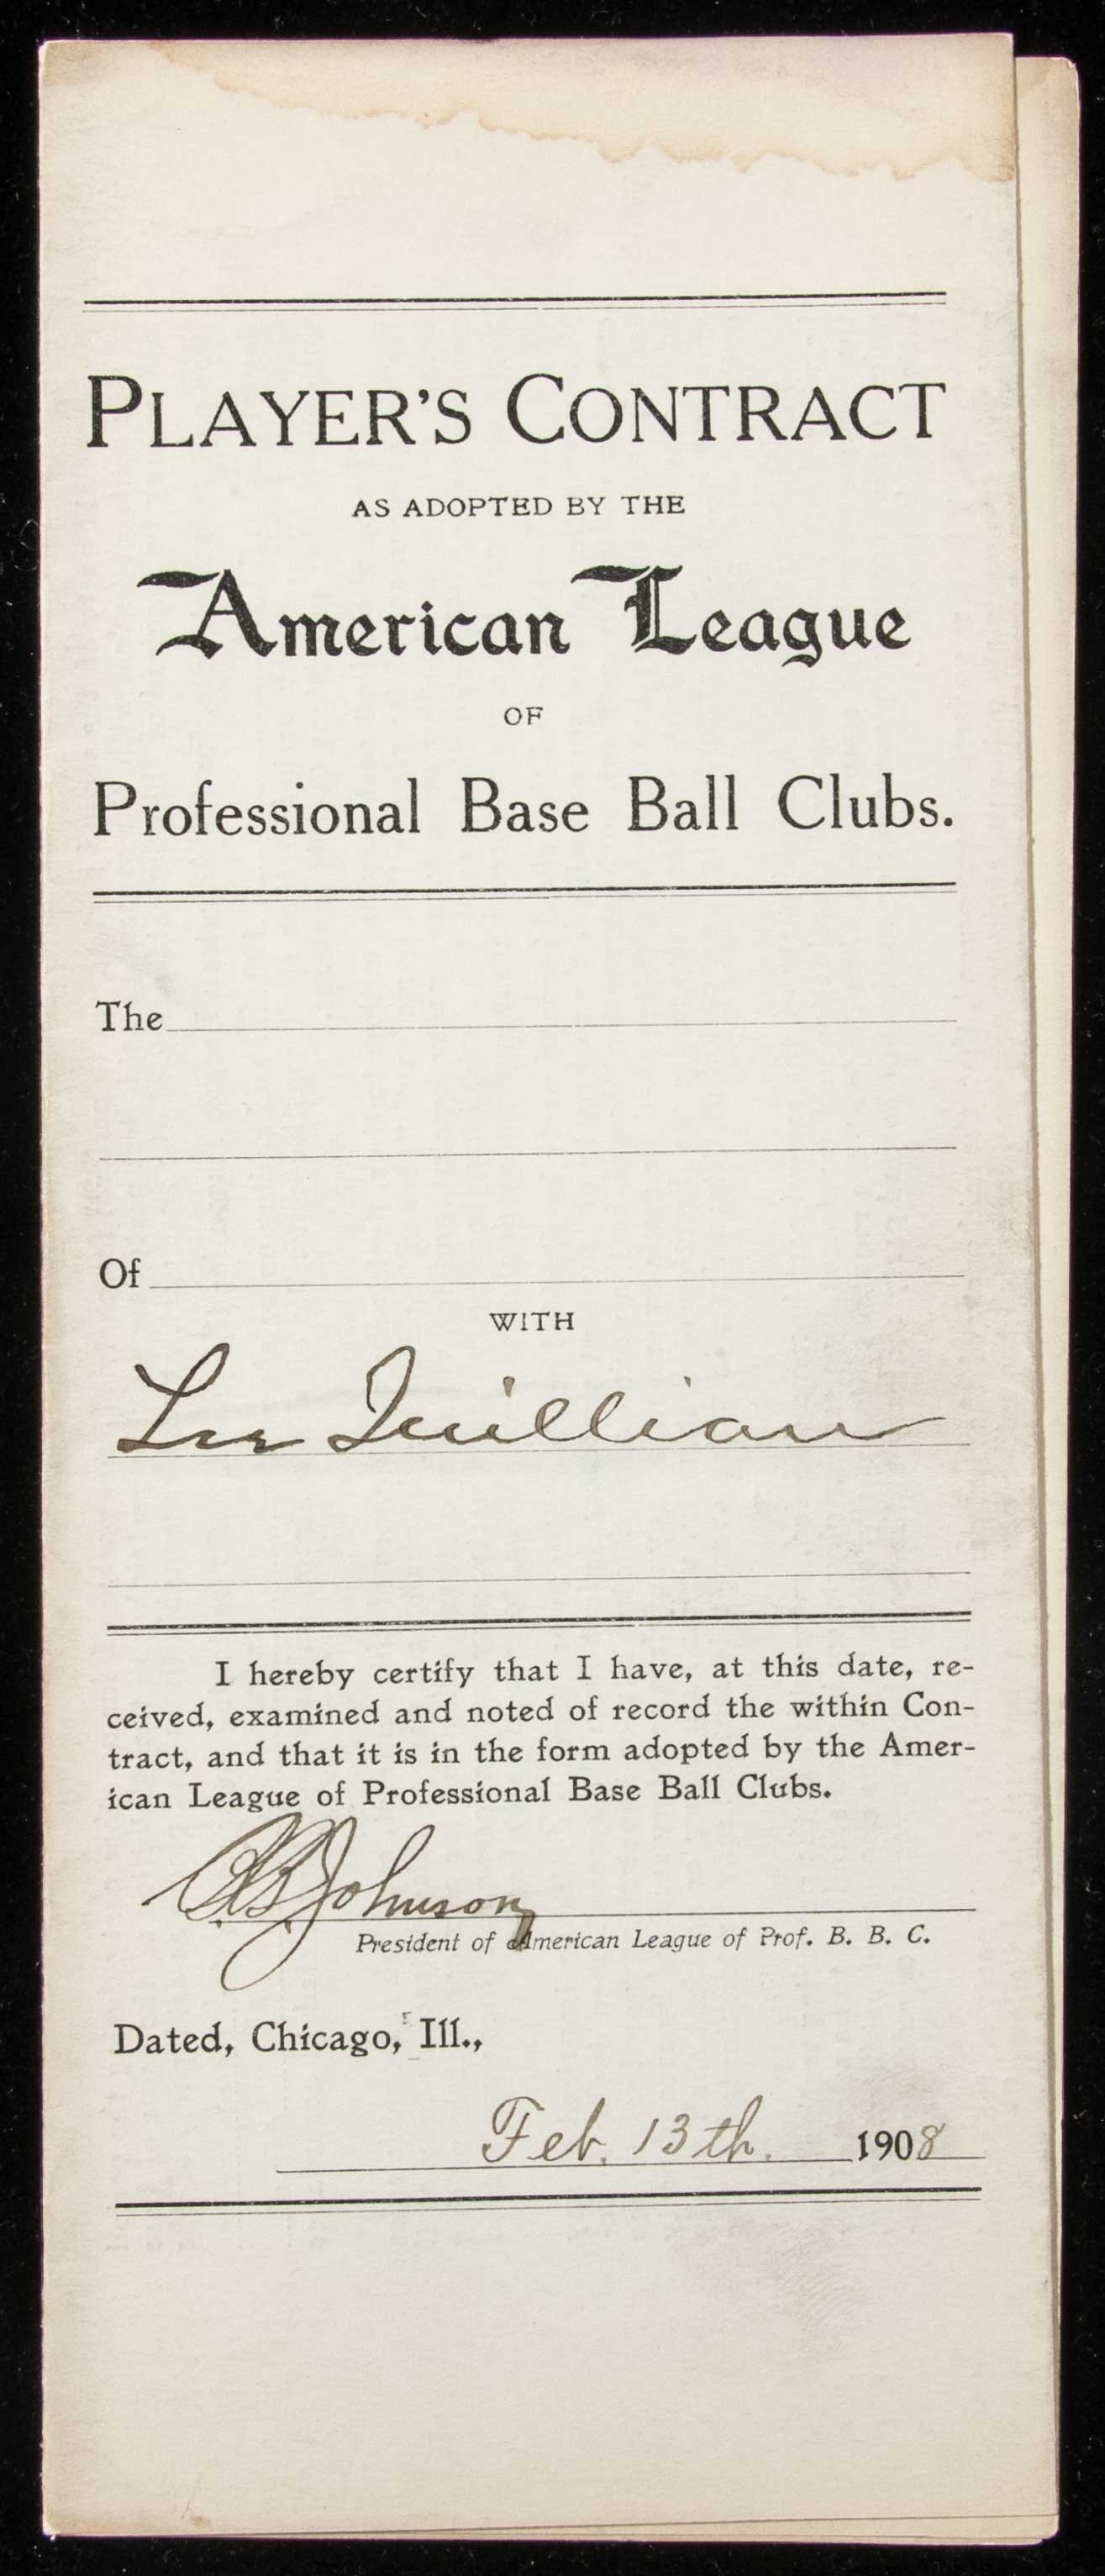 PLAYER'S CONTRACT
AS ADOPTED BY THE
American League
OF
Professional Base Ball Clubs.
The
Of
WITH
Lee Quillian
I hereby certify that I have, at this date, re-
ceived, examined and noted of record the within Con-
tract, and that it is in the form adopted by the Amer-
ican League of Professional Base Ball Clubs.
B. B. Johnson
President of American League of Prof. B. B. C.
Dated, Chicago, Ill.,
Feb. 13th. 1908